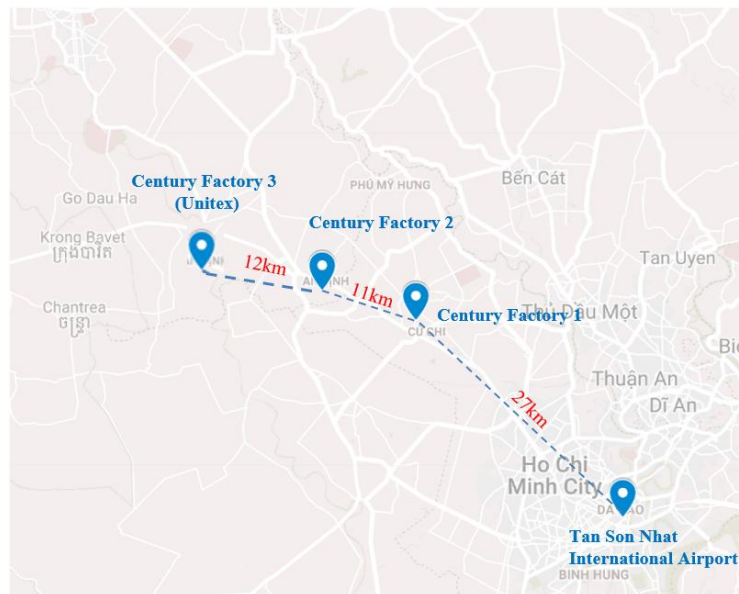 Century Factory 3
(Unitex)
Go Dau Ha
PHÚ MỸ HƯNG
Bến Cát
Century Factory 2
Krong Bavet
ក្រុងបាវិត
Tan Uyen
12km
11km
Chantrea
ចន្ទ្រា
Century Factory 1
Thủ Dầu Một
CỦ CHI
Thuận An
Dĩ An
27km
Ho Chi
Minh City
Tan Son Nhat
International Airport
BINH HUNG